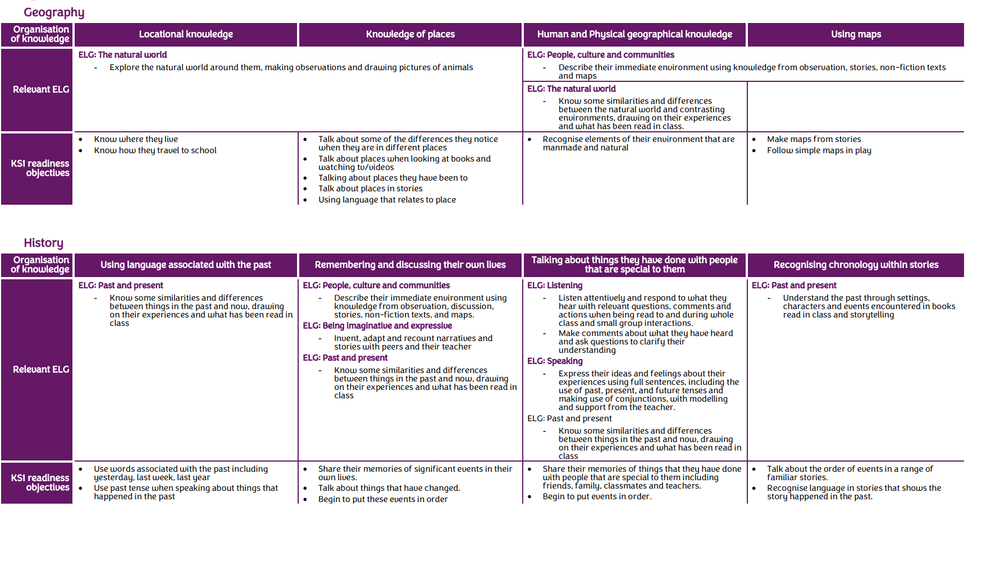 Geography
Organisation
of knowledge
Locational knowledge
Knowledge of places
Human and Physical geographical knowledge
Using maps
Relevant ELG
ELG: The natural world
- Explore the natural world around them, making observations and drawing pictures of animals
ELG: People, culture and communities
- Describe their immediate environment using knowledge from observation, stories, non-fiction texts
and maps
ELG: The natural world
- Know some similarities and differences
between the natural world and contrasting
environments, drawing on their experiences
and what has been read in class.
KS1 readiness
objectives
• Know where they live
• Know how they travel to school
• Talk about some of the differences they notice
when they are in different places
• Talk about places when looking at books and
watching tv/videos
• Talking about places they have been to
• Talk about places in stories
• Using language that relates to place
• Recognise elements of their environment that are
manmade and natural
• Make maps from stories
• Follow simple maps in play
History
Organisation
of knowledge
Using language associated with the past
Remembering and discussing their own lives
Talking about things they have done with people
that are special to them
Recognising chronology within stories
Relevant ELG
ELG: Past and present
- Know some similarities and differences
between things in the past and now, drawing
on their experiences and what has been read in
class
ELG: People, culture and communities
- Describe their immediate environment using
knowledge from observation, discussion,
stories, non-fiction texts, and maps.
ELG: Being imaginative and expressive
- Invent, adapt and recount narratives and
stories with peers and their teacher
ELG: Past and present
- Know some similarities and differences
between things in the past and now, drawing
on their experiences and what has been read in
class
ELG: Listening
- Listen attentively and respond to what they
hear with relevant questions, comments and
actions when being read to and during whole
class and small group interactions.
- Make comments about what they have heard
and ask questions to clarify their
understanding
ELG: Speaking
- Express their ideas and feelings about their
experiences using full sentences, including the
use of past, present, and future tenses and
making use of conjunctions, with modelling
and support from the teacher.
ELG: Past and present
- Know some similarities and differences
between things in the past and now, drawing
on their experiences and what has been read in
class
ELG: Past and present
- Understand the past through settings,
characters and events encountered in books
read in class and storytelling
KS1 readiness
objectives
• Use words associated with the past including
yesterday, last week, last year
• Use past tense when speaking about things that
happened in the past
• Share their memories of significant events in their
own lives.
• Talk about things that have changed.
• Begin to put these events in order
• Share their memories of things that they have done
with people that are special to them including
friends, family, classmates and teachers.
• Begin to put events in order.
• Talk about the order of events in a range of
familiar stories.
• Recognise language in stories that shows the
story happened in the past.